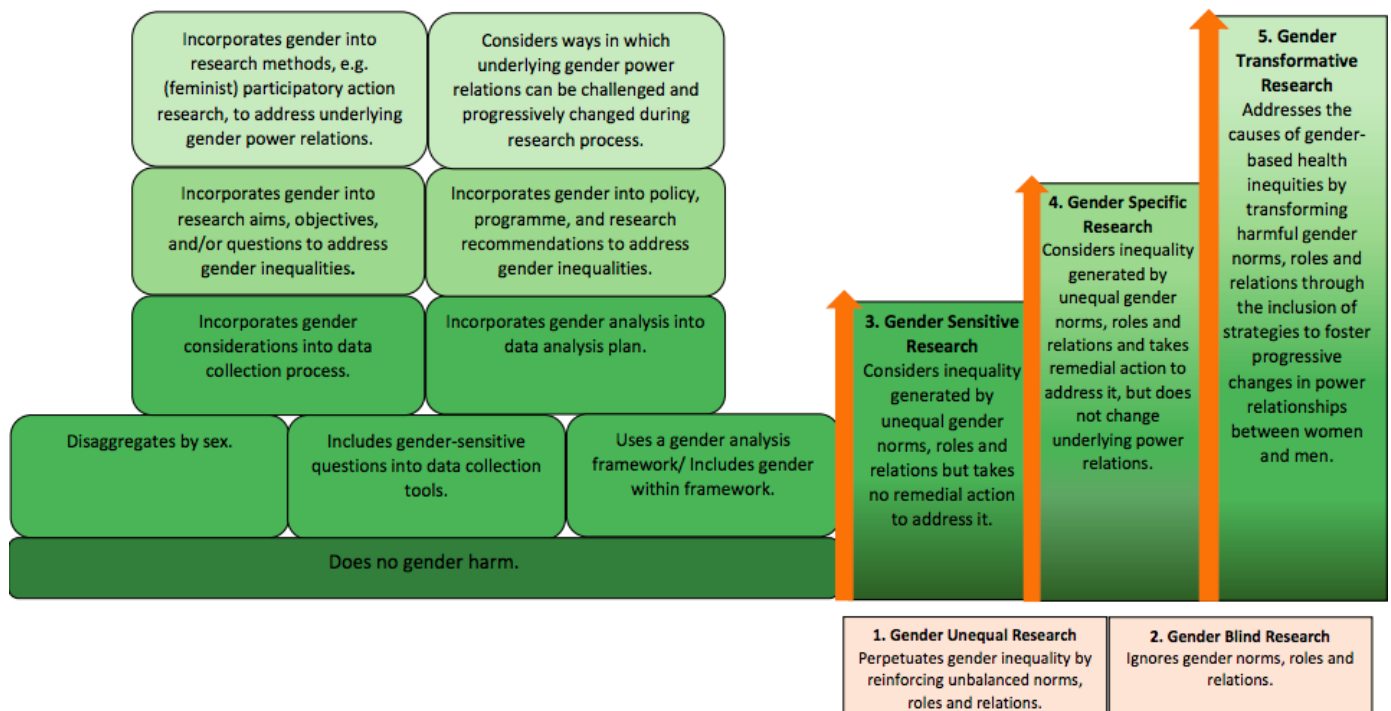 Incorporates gender into
research methods, e.g.
(feminist) participatory action
research, to address underlying
gender power relations.
Considers ways in which
underlying gender power
relations can be challenged and
progressively changed during
research process.
Incorporates gender into
research aims, objectives,
and/or questions to address
gender inequalities.
Incorporates gender into policy,
programme, and research
recommendations to address
gender inequalities.
Incorporates gender
considerations into data
collection process.
Incorporates gender analysis into
data analysis plan.
Disaggregates by sex.
Includes gender-sensitive
questions into data collection
tools.
Uses a gender analysis
framework/ Includes gender
within framework.
Does no gender harm.
3. Gender Sensitive
Research
Considers inequality
generated by
unequal gender
norms, roles and
relations but takes
no remedial action
to address it.
4. Gender Specific
Research
Considers inequality
generated by
unequal gender
norms, roles and
relations and takes
remedial action to
address it, but does
not change
underlying power
relations.
5. Gender
Transformative
Research
Addresses the
causes of gender-
based health
inequities by
transforming
harmful gender
norms, roles and
relations through
the inclusion of
strategies to foster
progressive
changes in power
relationships
between women
and men.
1. Gender Unequal Research
Perpetuates gender inequality by
reinforcing unbalanced norms,
roles and relations.
2. Gender Blind Research
Ignores gender norms, roles and
relations.